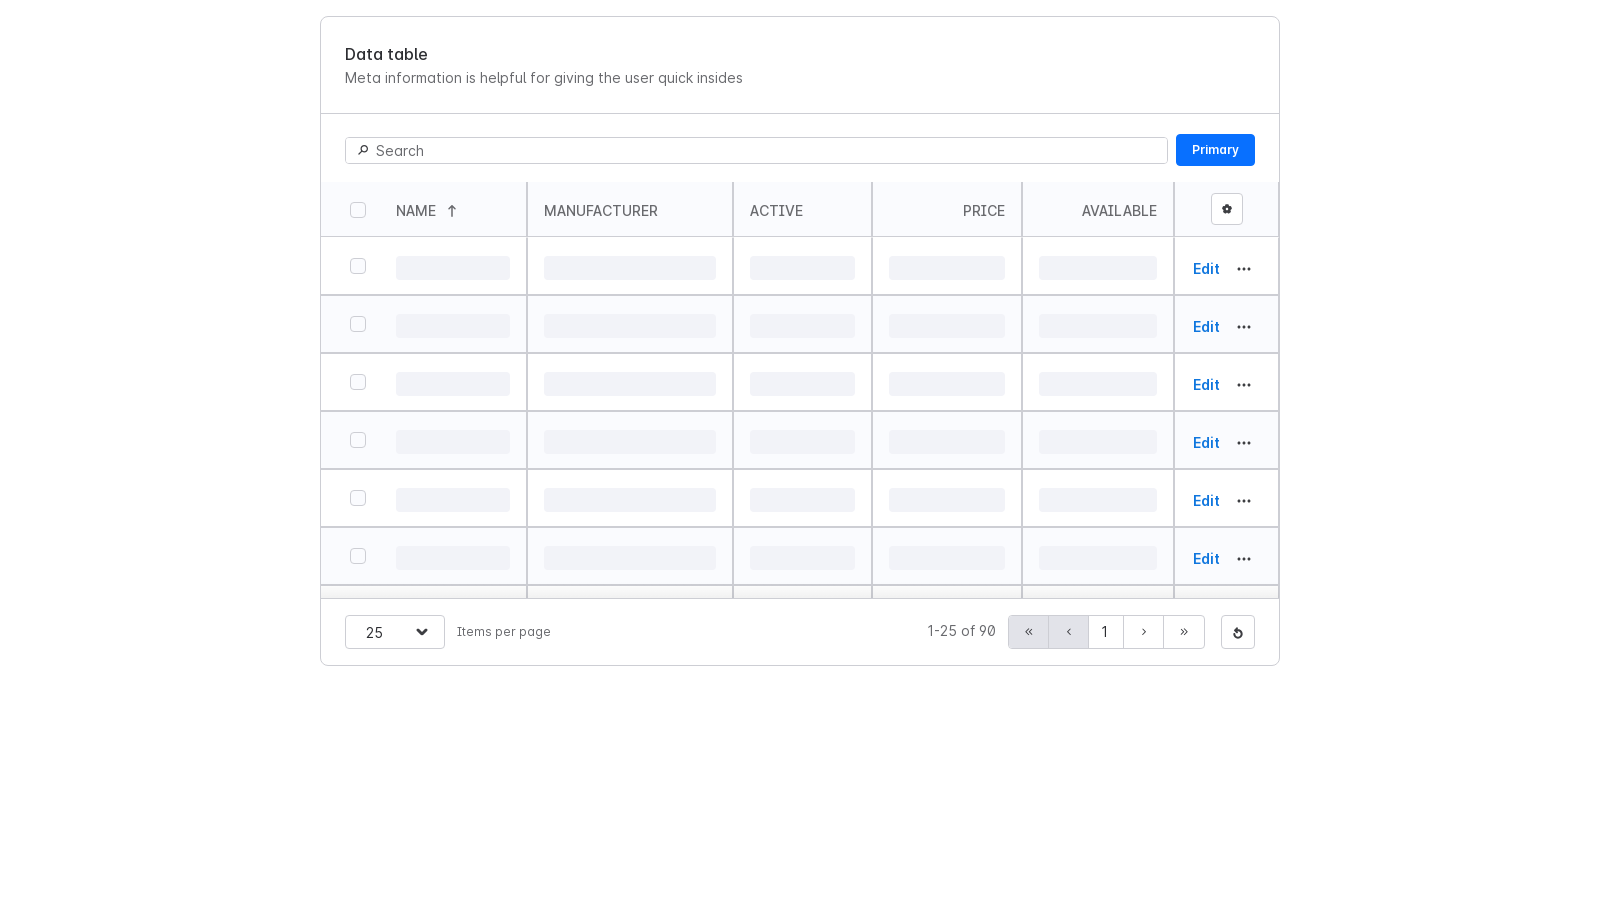 Data table
Meta information is helpful for giving the user quick insides
Search
Primary
NAME MANUFACTURER ACTIVE PRICE AVAILABLE
Edit
Edit
Edit
Edit
Edit
Edit
25 Items per page 1-25 of 90 « ‹ 1 › »